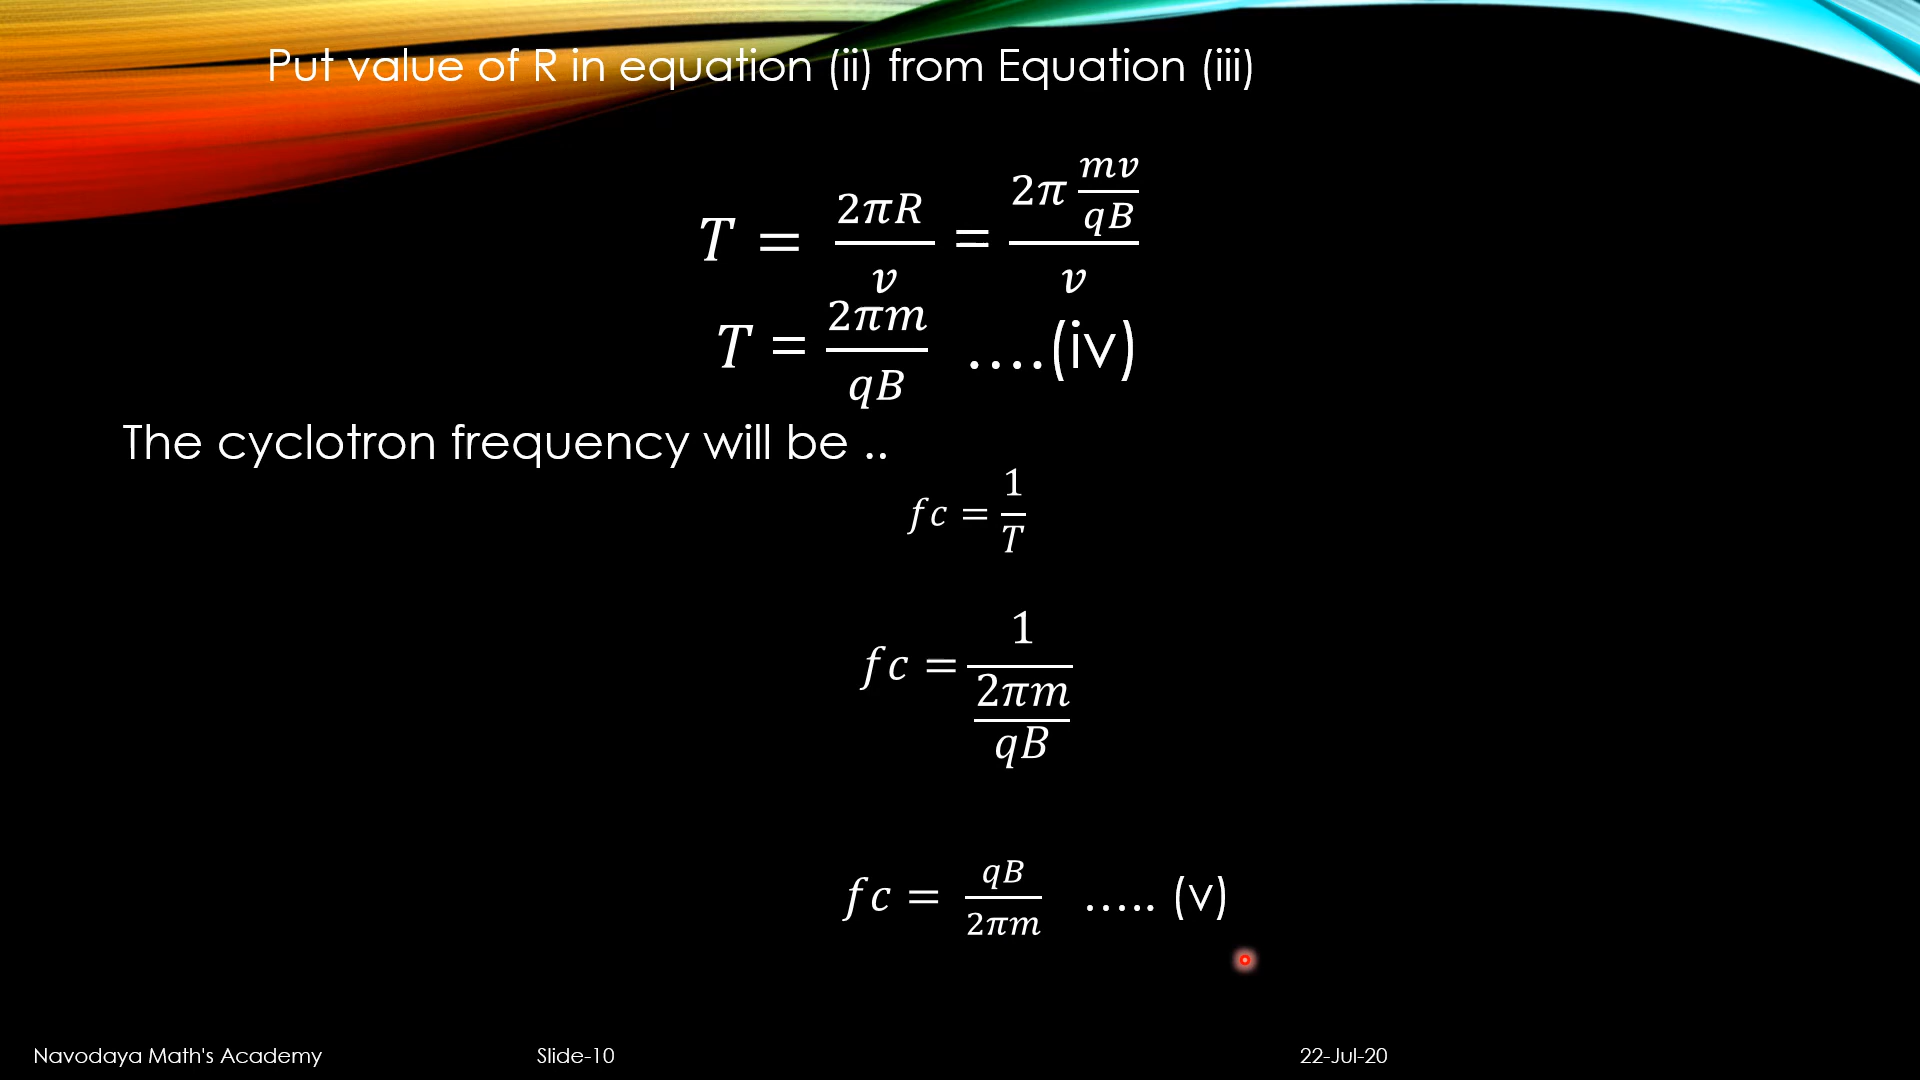 Put value of R in equation (ii) from Equation (iii)
T = 2πR/v = 2π mv/qB / v
T = 2πm/qB ....(iv)
The cyclotron frequency will be ..
fc = 1/T
fc = 1/(2πm/qB)
fc = qB/2πm ..... (v)
Navodaya Math's Academy Slide-10 22-Jul-20